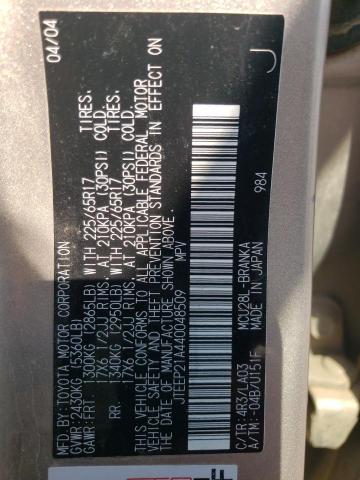 MFD. BY:TOYOTA MOTOR CORPORATION 04/04
GVWR: 2430KG (5360LB)
GAWR:FRT. 1300KG (2865LB) WITH 225/65R17 TIRES.
17X6 1/2JJ RIMS. AT 210KPA (30PSI) COLD.
RR. 1340KG (2950LB) WITH 225/65R17 TIRES.
17X6 1/2JJ RIMS. AT 210KPA (30PSI) COLD.
THIS VEHICLE CONFORMS TO ALL APPLICABLE FEDERAL MOTOR
VEHICLE SAFETY AND THEFT PREVENTION STANDARDS IN EFFECT ON
THE DATE OF MANUFACTURE SHOWN ABOVE.
JTEEP21A440048509 MPV
J
C/TR:4R3/LA03 MCU28L-BRANKA 984
A/TM:-04B/U151F MADE IN JAPAN